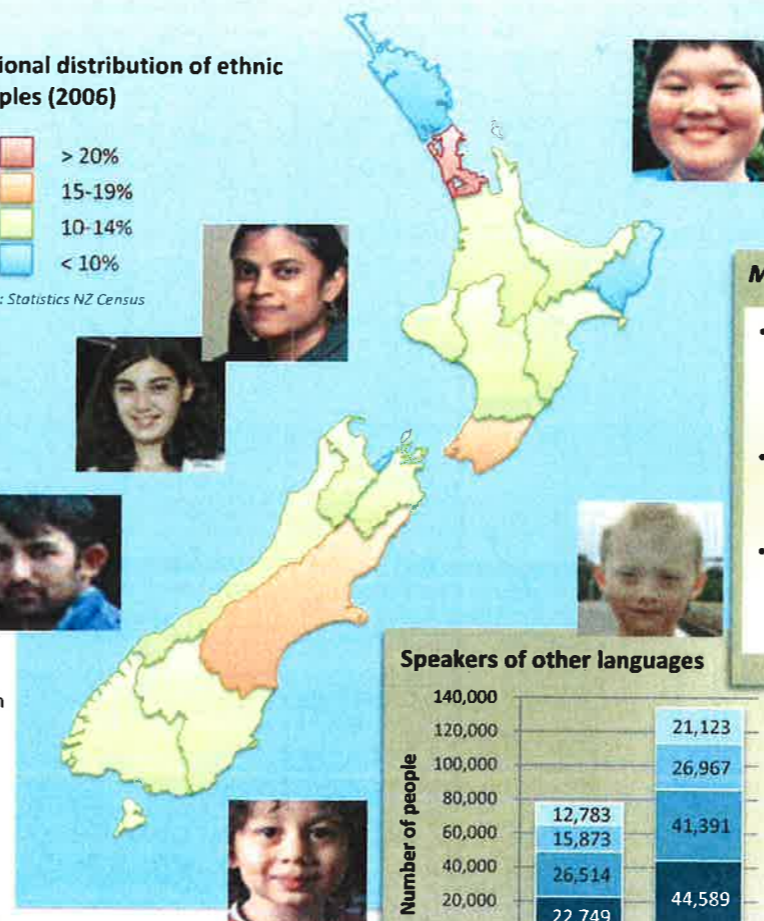 ional distribution of ethnic
ples (2006)
> 20%
15-19%
10-14%
< 10%
: Statistics NZ Census
M
n
Speakers of other languages
140,000
120,000
100,000
80,000
60,000
40,000
20,000
Number of people
12,783
15,873
26,514
22,749
21,123
26,967
41,391
44,589